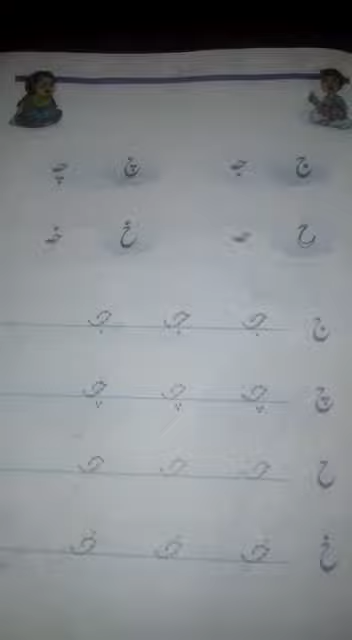 ج جـ چ چـ
ح حـ خ خـ
ج جـ جـ جـ
چ چـ چـ چـ
ح حـ حـ حـ
خ خـ خـ خـ